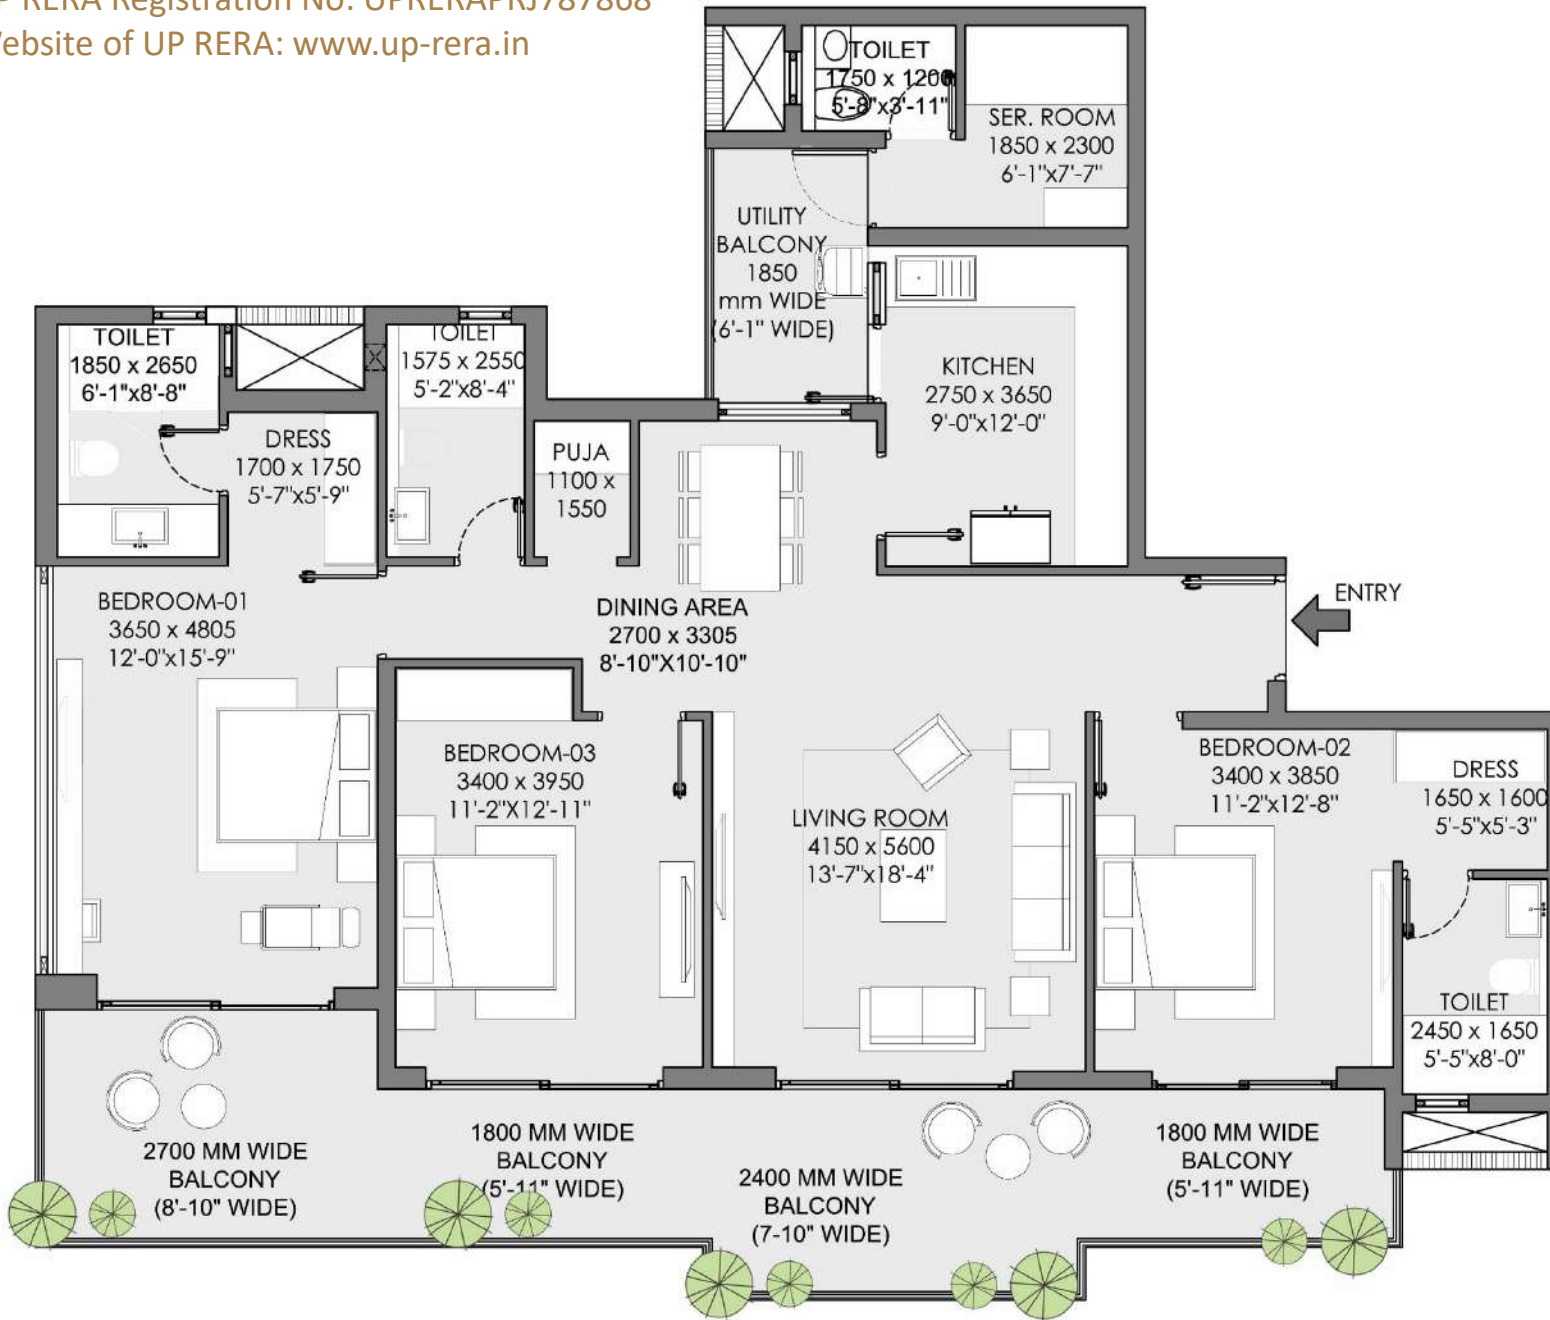 P RERA Registration No: UPRERAPRJ787868
Website of UP RERA: www.up-rera.in
TOILET
1750 x 1200
5'-8"x3'-11"
SER. ROOM
1850 x 2300
6'-1"x7'-7"
UTILITY
BALCONY
1850
mm WIDE
(6'-1" WIDE)
KITCHEN
2750 x 3650
9'-0"x12'-0"
TOILET
1850 x 2650
6'-1"x8'-8"
TOILET
1575 x 2550
5'-2"x8'-4"
DRESS
1700 x 1750
5'-7"x5'-9"
PUJA
1100 x
1550
ENTRY
BEDROOM-01
3650 x 4805
12'-0"x15'-9"
DINING AREA
2700 x 3305
8'-10"X10'-10"
BEDROOM-03
3400 x 3950
11'-2"X12'-11"
LIVING ROOM
4150 x 5600
13'-7"x18'-4"
BEDROOM-02
3400 x 3850
11'-2"x12'-8"
DRESS
1650 x 1600
5'-5"x5'-3"
TOILET
2450 x 1650
5'-5"x8'-0"
2700 MM WIDE
BALCONY
(8'-10" WIDE)
1800 MM WIDE
BALCONY
(5'-11" WIDE)
2400 MM WIDE
BALCONY
(7-10" WIDE)
1800 MM WIDE
BALCONY
(5'-11" WIDE)